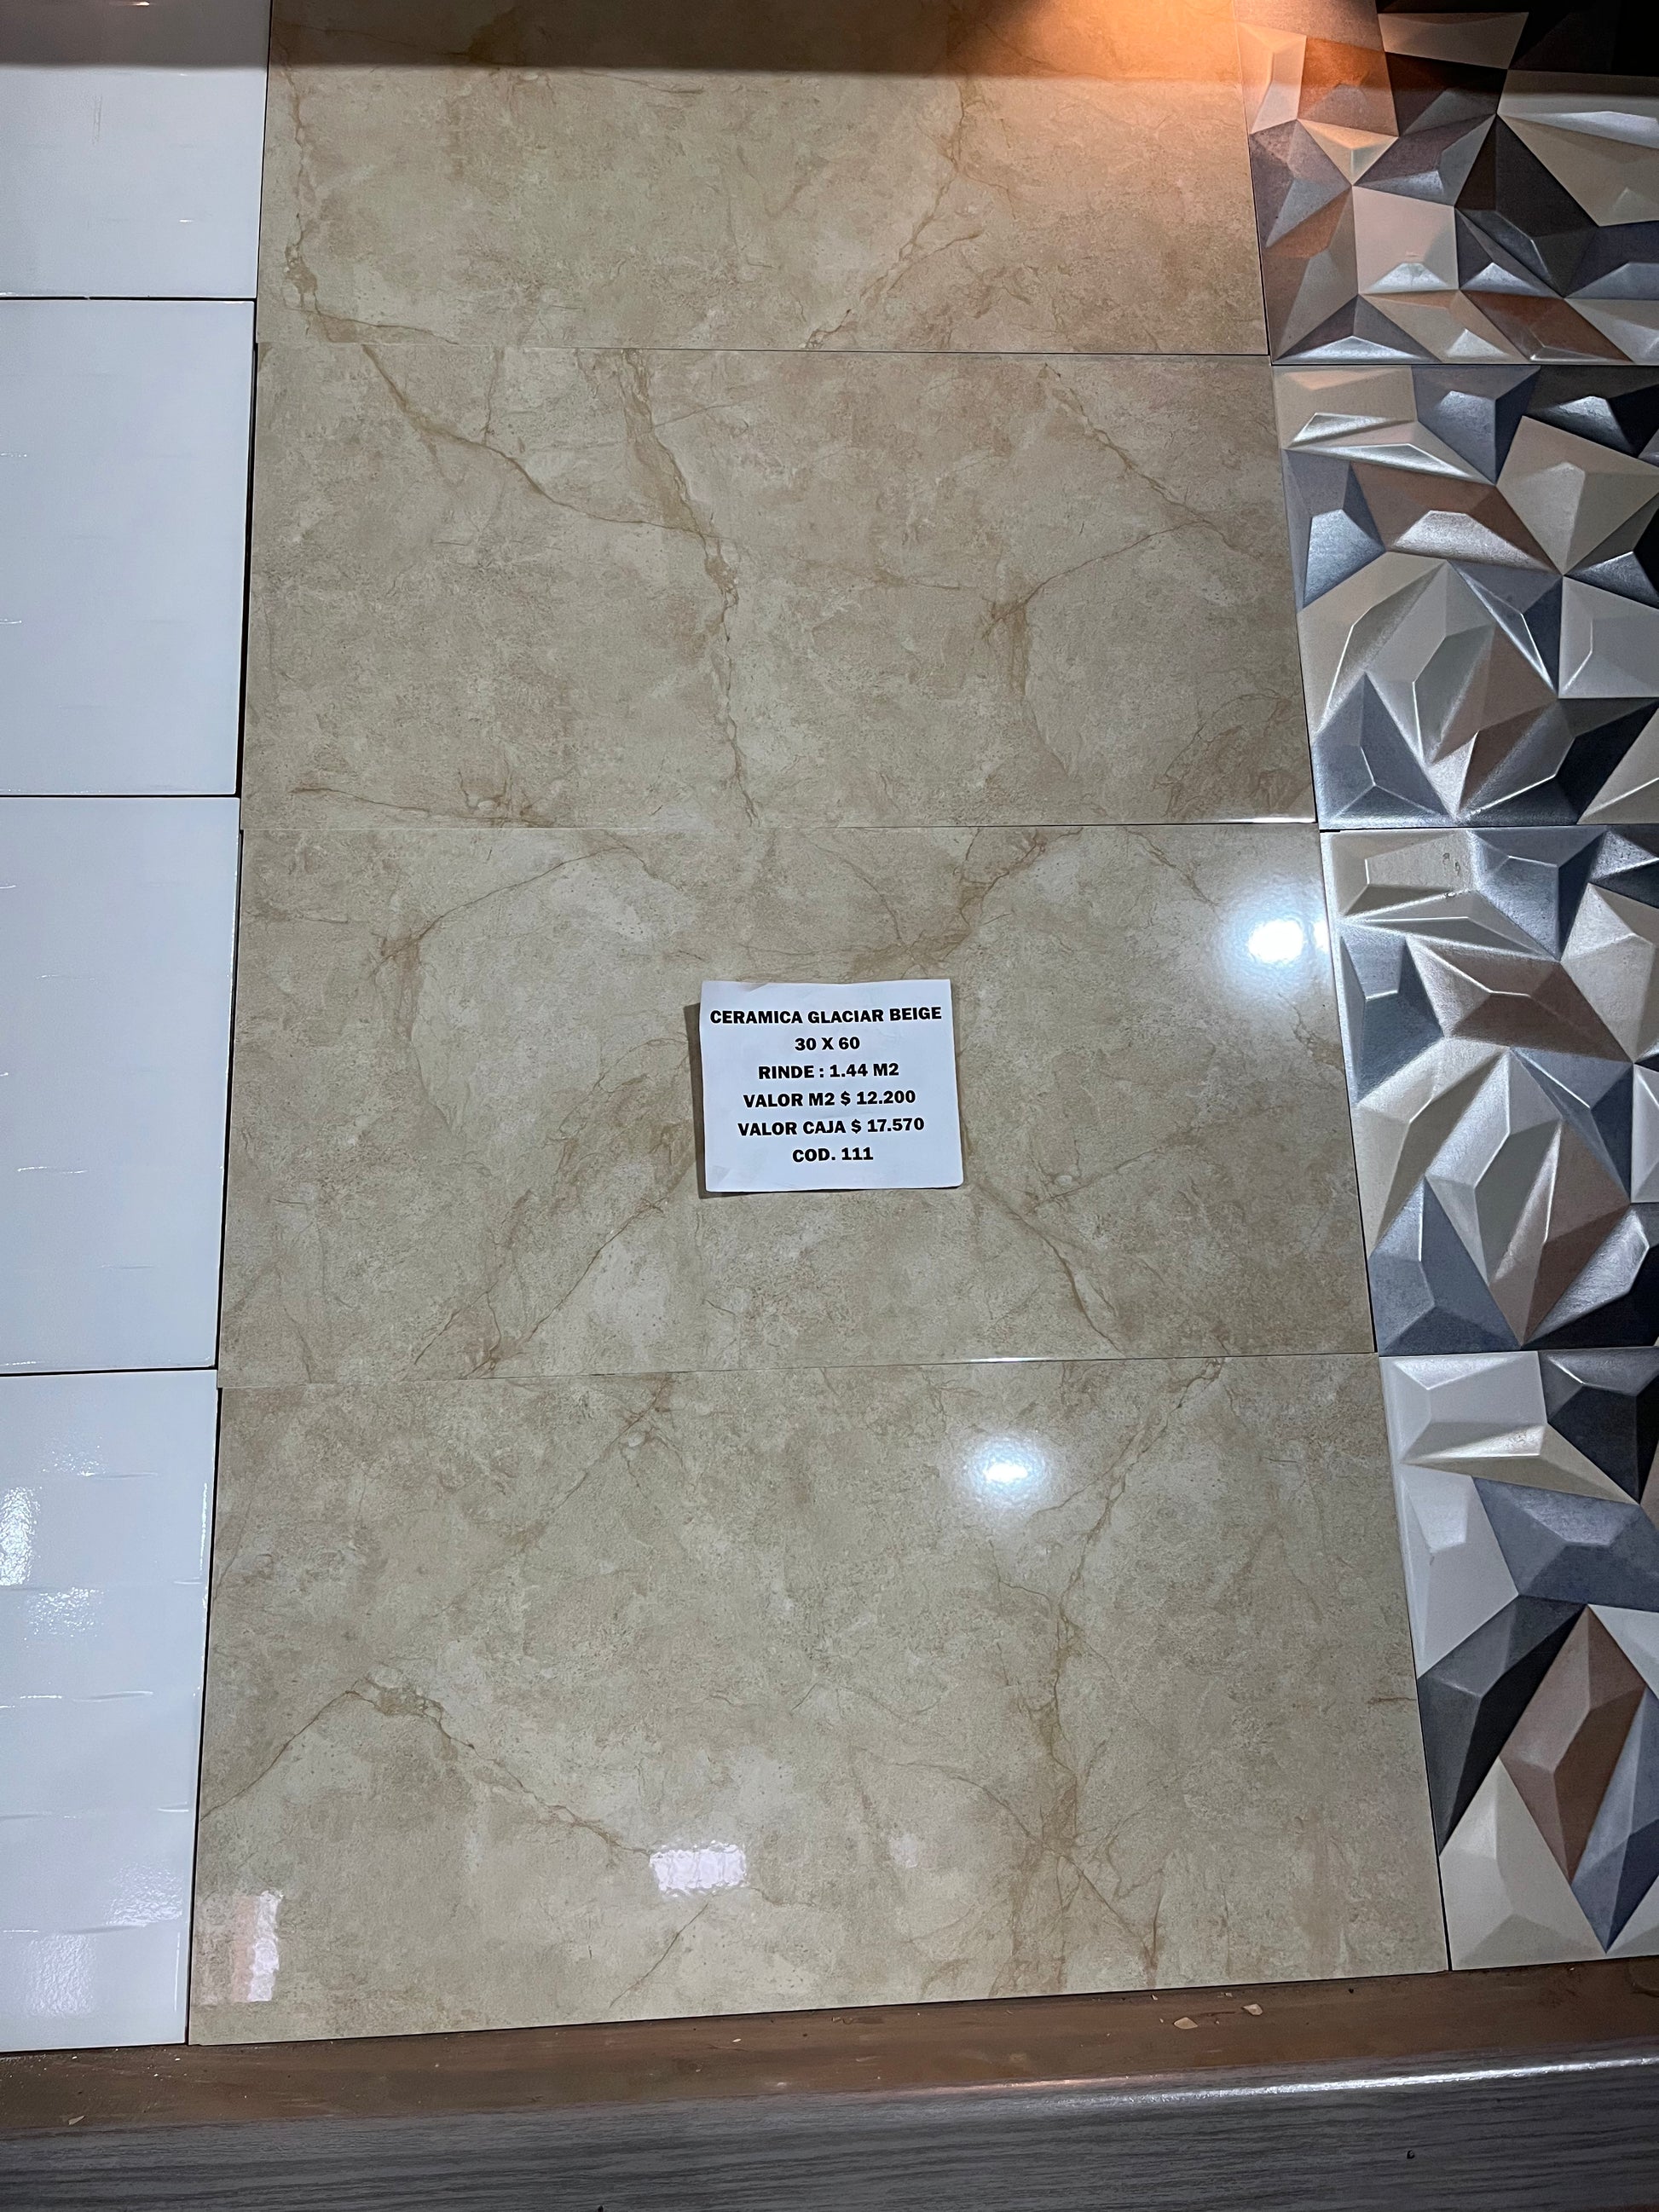 CERAMICA GLACIAR BEIGE
30 X 60
RINDE : 1.44 M2
VALOR M2 $ 12.200
VALOR CAJA $ 17.570
COD. 111